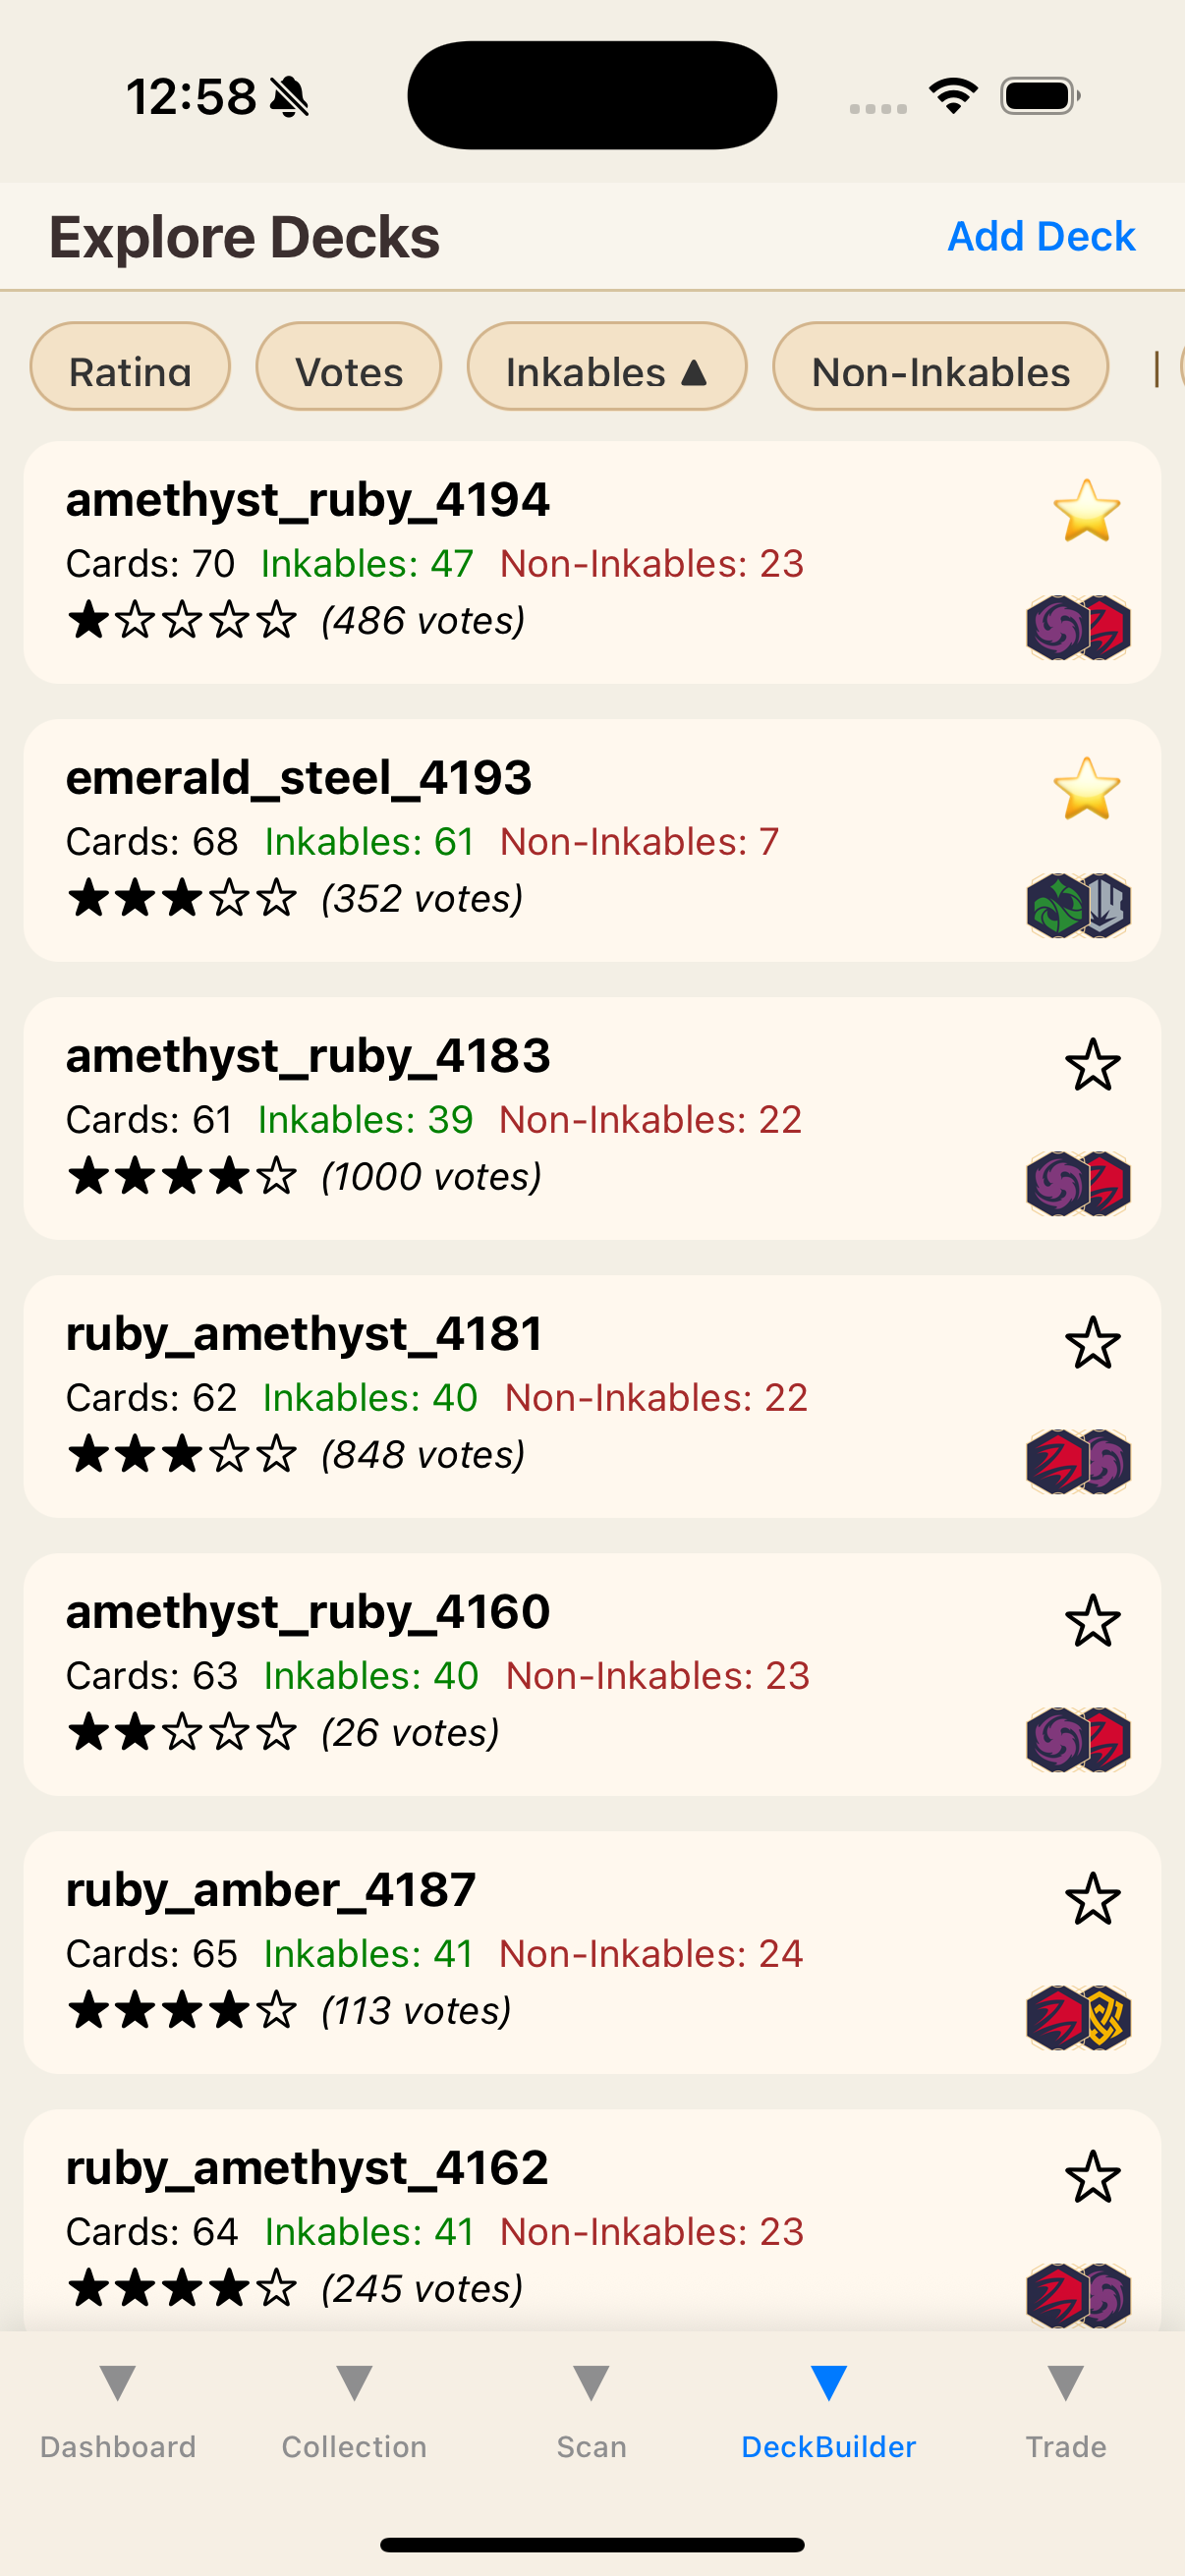 12:58
Explore Decks
Add Deck
Rating
Votes
Inkables ▲
Non-Inkables
|
amethyst_ruby_4194
Cards: 70 Inkables: 47 Non-Inkables: 23
★☆☆☆☆ (486 votes)
emerald_steel_4193
Cards: 68 Inkables: 61 Non-Inkables: 7
★★★☆☆ (352 votes)
amethyst_ruby_4183
Cards: 61 Inkables: 39 Non-Inkables: 22
★★★★☆ (1000 votes)
ruby_amethyst_4181
Cards: 62 Inkables: 40 Non-Inkables: 22
★★★☆☆ (848 votes)
amethyst_ruby_4160
Cards: 63 Inkables: 40 Non-Inkables: 23
★★☆☆☆ (26 votes)
ruby_amber_4187
Cards: 65 Inkables: 41 Non-Inkables: 24
★★★★☆ (113 votes)
ruby_amethyst_4162
Cards: 64 Inkables: 41 Non-Inkables: 23
★★★★☆ (245 votes)
Dashboard
Collection
Scan
DeckBuilder
Trade